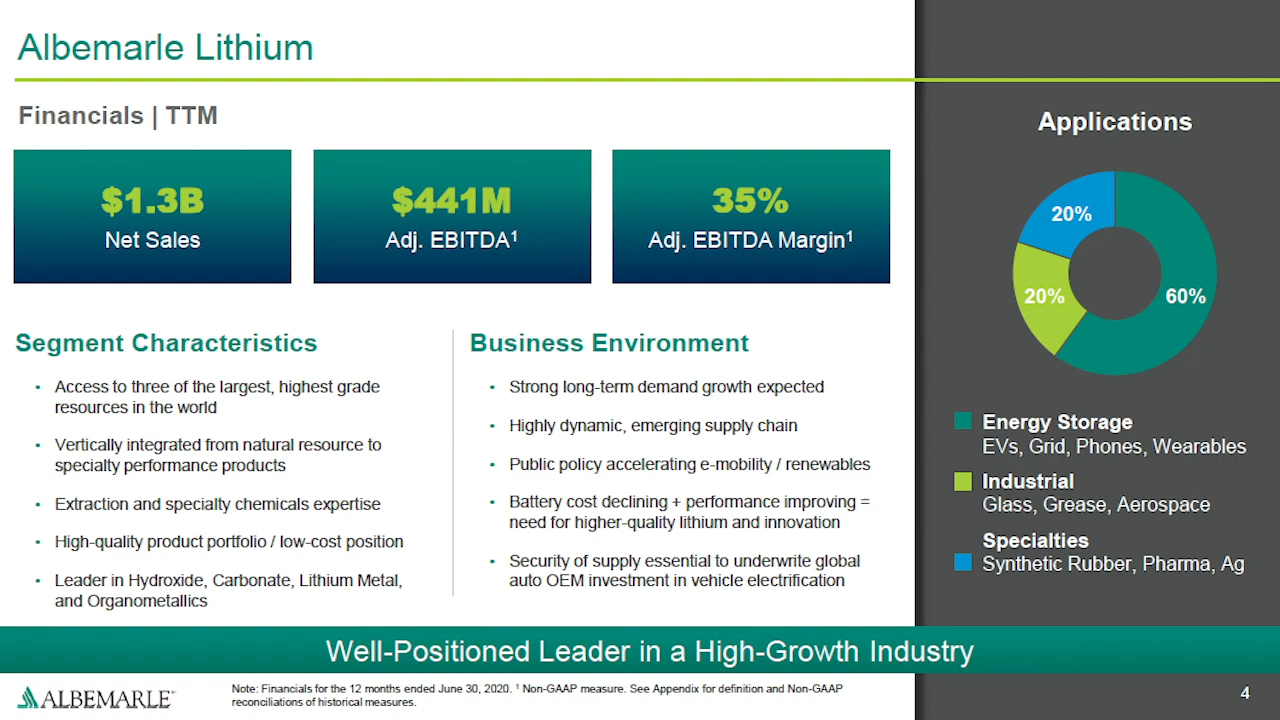 Albemarle Lithium
Financials | TTM
$1.3B
Net Sales
$441M
Adj. EBITDA¹
35%
Adj. EBITDA Margin¹
Segment Characteristics
• Access to three of the largest, highest grade
resources in the world
• Vertically integrated from natural resource to
specialty performance products
• Extraction and specialty chemicals expertise
• High-quality product portfolio / low-cost position
• Leader in Hydroxide, Carbonate, Lithium Metal,
and Organometallics
Business Environment
• Strong long-term demand growth expected
• Highly dynamic, emerging supply chain
• Public policy accelerating e-mobility / renewables
• Battery cost declining + performance improving =
need for higher-quality lithium and innovation
• Security of supply essential to underwrite global
auto OEM investment in vehicle electrification
Applications
20%
20%
60%
Energy Storage
EVs, Grid, Phones, Wearables
Industrial
Glass, Grease, Aerospace
Specialties
Synthetic Rubber, Pharma, Ag
Well-Positioned Leader in a High-Growth Industry
ALBEMARLE™
Note: Financials for the 12 months ended June 30, 2020. ¹ Non-GAAP measure. See Appendix for definition and Non-GAAP
reconciliations of historical measures.
4